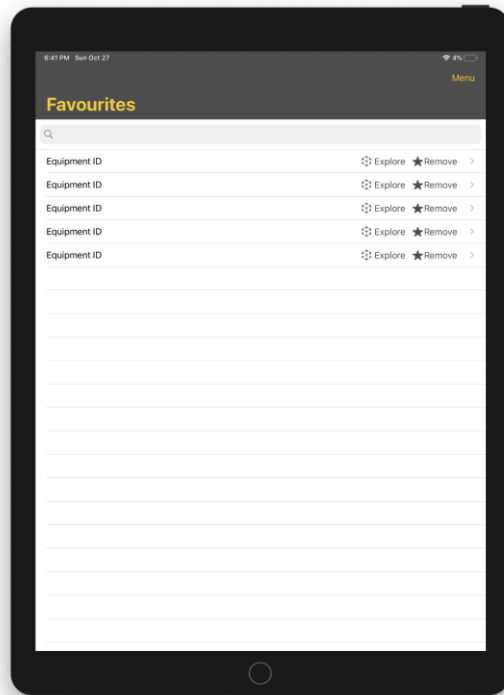 6:41 PM Sun Oct 27 4%
Menu
Favourites
Equipment ID Explore Remove
Equipment ID Explore Remove
Equipment ID Explore Remove
Equipment ID Explore Remove
Equipment ID Explore Remove